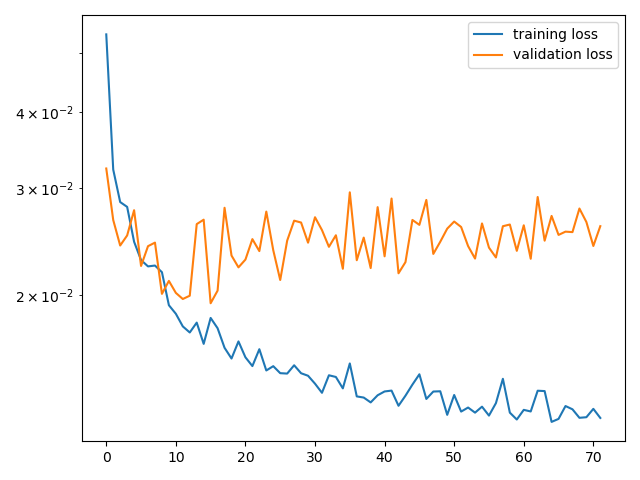 training loss
validation loss
4 × 10⁻²
3 × 10⁻²
2 × 10⁻²
0 10 20 30 40 50 60 70